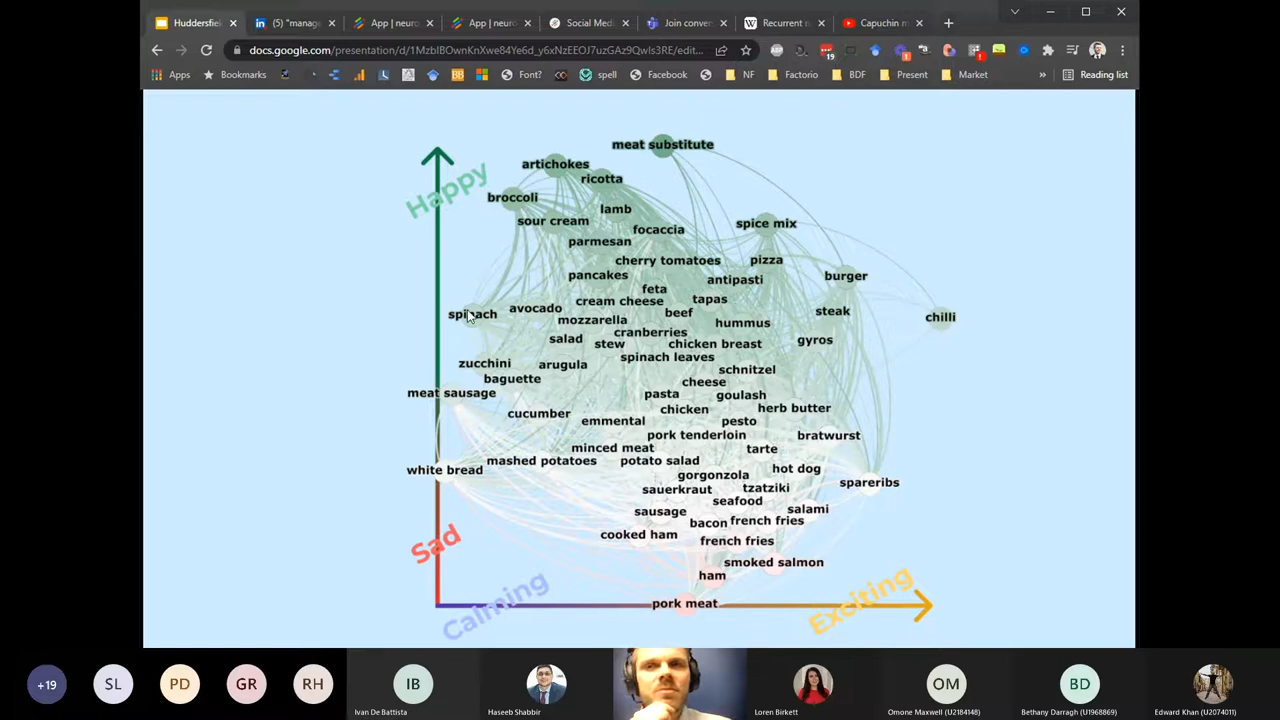 Huddersfield
(5) "manage
App | neuro
App | neuro
Social Medi
Join conver
Recurrent n
Capuchin m
docs.google.com/presentation/d/1MzbIBOwnKnXwe84Ye6d_y6xNzEEOJ7uzGAz9QwIs3RE/edit...
Apps
Bookmarks
Font?
spell
Facebook
NF
Factorio
BDF
Present
Market
»
Reading list
meat substitute
artichokes
ricotta
Happy
broccoli
lamb
sour cream
spice mix
focaccia
parmesan
cherry tomatoes
pizza
pancakes
antipasti
burger
feta
cream cheese
tapas
avocado
spinach
beef
steak
chilli
mozzarella
hummus
cranberries
salad
stew
chicken breast
gyros
spinach leaves
zucchini
arugula
schnitzel
baguette
cheese
meat sausage
pasta
goulash
cucumber
chicken
herb butter
emmental
pesto
pork tenderloin
bratwurst
minced meat
tarte
white bread
mashed potatoes
potato salad
hot dog
gorgonzola
spareribs
sauerkraut
tzatziki
seafood
sausage
salami
bacon
french fries
cooked ham
french fries
Sad
smoked salmon
ham
Calming
pork meat
Exciting
+19
SL
PD
GR
RH
IB
OM
BD
Ivan De Battista
Haseeb Shabbir
Loren Birkett
Omone Maxwell (U2184148)
Bethany Darragh (U1968869)
Edward Khan (U2074011)